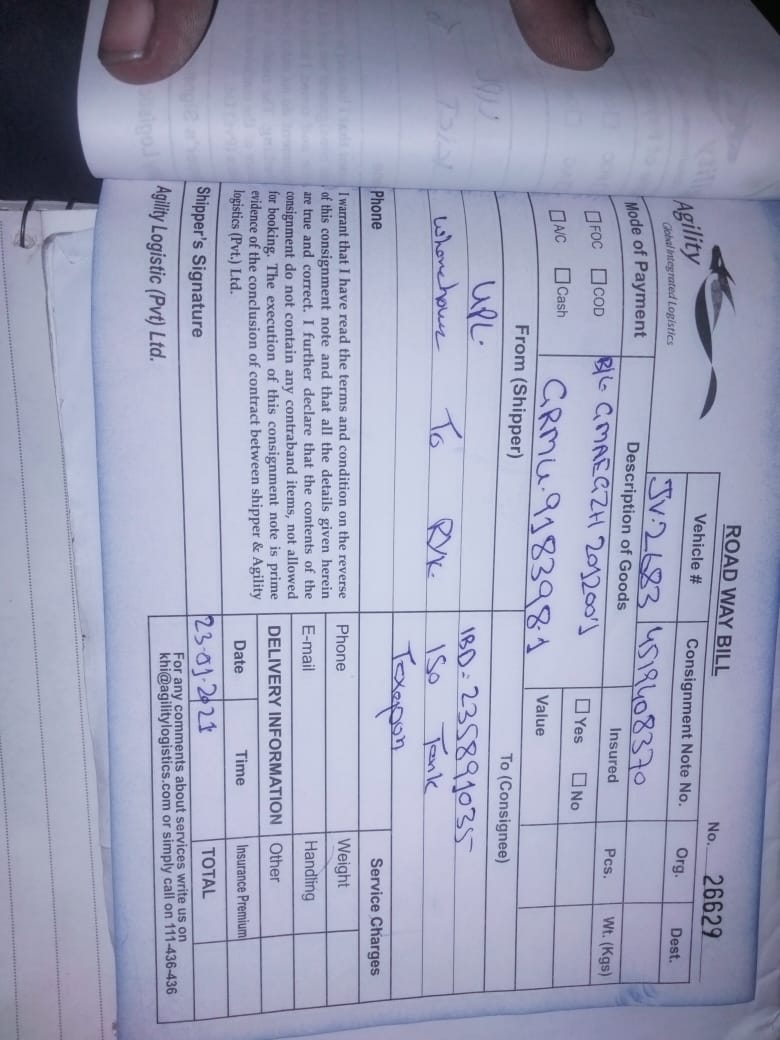 ROAD WAY BILL
No. 26629
Agility
Global Integrated Logistics
Vehicle #
Consignment Note No.
Org.
Dest.
JV.2683
4519408370
Mode of Payment
Description of Goods
Insured
Pcs.
Wt. (Kgs)
FOC
COD
B/L GMAEGZH 2012001
Yes
No
A/C
Cash
GRMU.918398.1
Value
From (Shipper)
To (Consignee)
UPL.
IBD: 235891035
To RYK.
ISO Tank
Phone
Service Charges
I warrant that I have read the terms and condition on the reverse
of this consignment note and that all the details given herein
are true and correct. I further declare that the contents of the
consignment do not contain any contraband items, not allowed
for booking. The execution of this consignment note is prime
evidence of the conclusion of contract between shipper & Agility
logistics (Pvt.) Ltd.
Phone
Weight
E-mail
Handling
DELIVERY INFORMATION
Other
Date
Time
Insurance Premium
Shipper's Signature
23-01-2021
TOTAL
Agility Logistic (Pvt) Ltd.
For any comments about services write us on
khi@agilitylogistics.com or simply call on 111-436-436